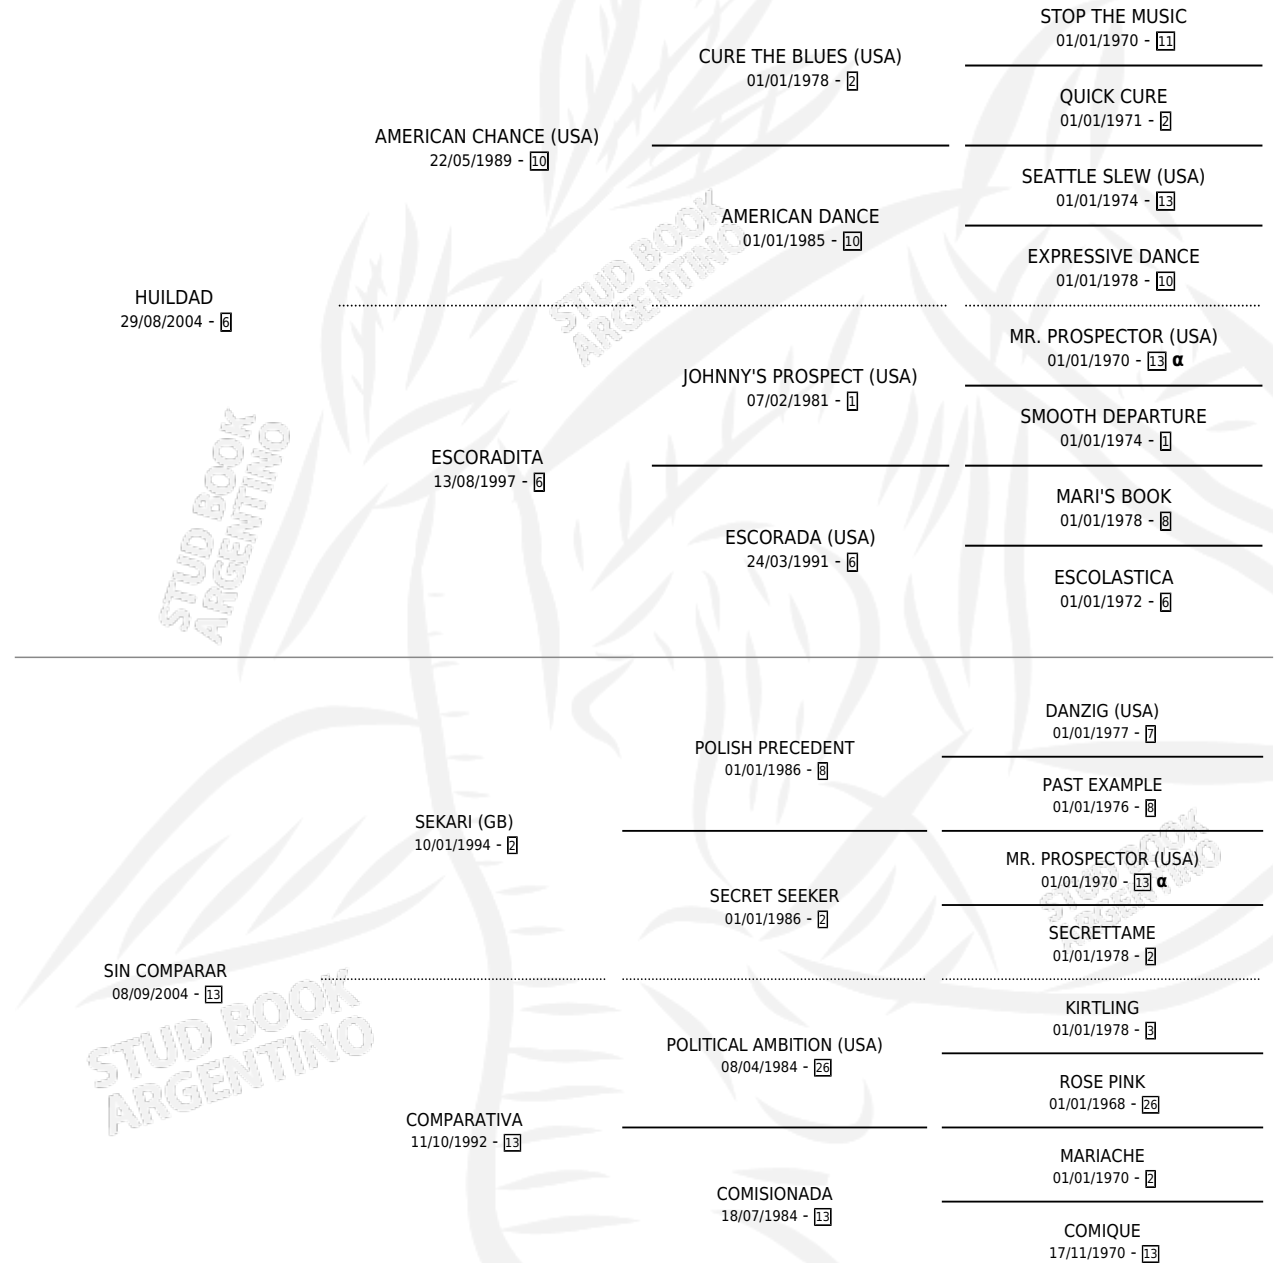 STOP THE MUSIC
01/01/1970 - 11
CURE THE BLUES (USA)
01/01/1978 - 2
QUICK CURE
01/01/1971 - 2
AMERICAN CHANCE (USA)
22/05/1989 - 10
SEATTLE SLEW (USA)
01/01/1974 - 13
AMERICAN DANCE
01/01/1985 - 10
EXPRESSIVE DANCE
01/01/1978 - 10
HUILDAD
29/08/2004 - 6
MR. PROSPECTOR (USA)
01/01/1970 - 13 α
JOHNNY'S PROSPECT (USA)
07/02/1981 - 1
SMOOTH DEPARTURE
01/01/1974 - 1
ESCORADITA
13/08/1997 - 6
MARI'S BOOK
01/01/1978 - 8
ESCORADA (USA)
24/03/1991 - 6
ESCOLASTICA
01/01/1972 - 6
DANZIG (USA)
01/01/1977 - 7
POLISH PRECEDENT
01/01/1986 - 8
PAST EXAMPLE
01/01/1976 - 8
SEKARI (GB)
10/01/1994 - 2
MR. PROSPECTOR (USA)
01/01/1970 - 13 α
SECRET SEEKER
01/01/1986 - 2
SECRETTAME
01/01/1978 - 2
SIN COMPARAR
08/09/2004 - 13
KIRTLING
01/01/1978 - 3
POLITICAL AMBITION (USA)
08/04/1984 - 26
ROSE PINK
01/01/1968 - 26
COMPARATIVA
11/10/1992 - 13
MARIACHE
01/01/1970 - 2
COMISIONADA
18/07/1984 - 13
COMIQUE
17/11/1970 - 13
STUD BOOK
ARGENTINO
STUD BOOK
ARGENTINO
STUD BOOK
ARGENTINO
STUD BOOK
ARGENTINO